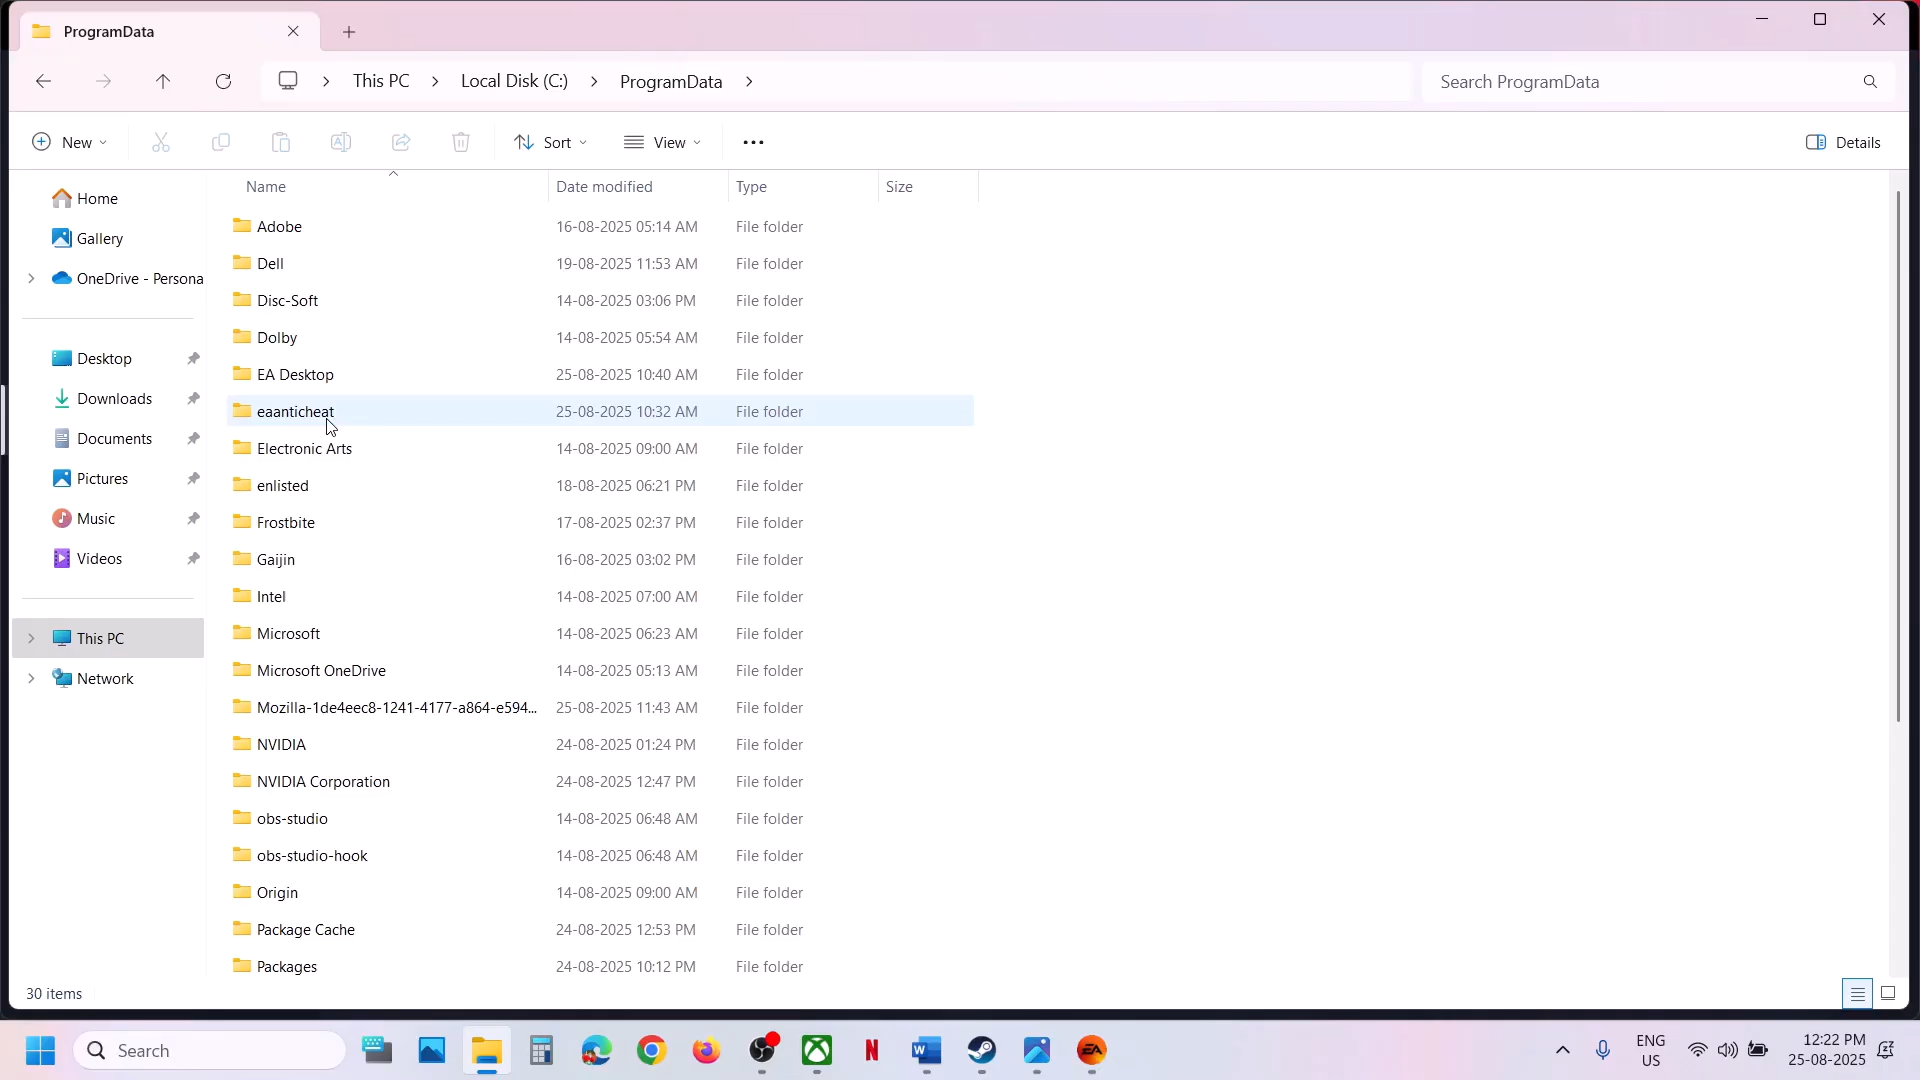 ProgramData
This PC > Local Disk (C:) > ProgramData >
Search ProgramData
New
Sort
View
Details
Name Date modified Type Size
Home
Gallery
OneDrive - Persona
Desktop
Downloads
Documents
Pictures
Music
Videos
This PC
Network
Adobe 16-08-2025 05:14 AM File folder
Dell 19-08-2025 11:53 AM File folder
Disc-Soft 14-08-2025 03:06 PM File folder
Dolby 14-08-2025 05:54 AM File folder
EA Desktop 25-08-2025 10:40 AM File folder
eaanticheat 25-08-2025 10:32 AM File folder
Electronic Arts 14-08-2025 09:00 AM File folder
enlisted 18-08-2025 06:21 PM File folder
Frostbite 17-08-2025 02:37 PM File folder
Gaijin 16-08-2025 03:02 PM File folder
Intel 14-08-2025 07:00 AM File folder
Microsoft 14-08-2025 06:23 AM File folder
Microsoft OneDrive 14-08-2025 05:13 AM File folder
Mozilla-1de4eec8-1241-4177-a864-e594... 25-08-2025 11:43 AM File folder
NVIDIA 24-08-2025 01:24 PM File folder
NVIDIA Corporation 24-08-2025 12:47 PM File folder
obs-studio 14-08-2025 06:48 AM File folder
obs-studio-hook 14-08-2025 06:48 AM File folder
Origin 14-08-2025 09:00 AM File folder
Package Cache 24-08-2025 12:53 PM File folder
Packages 24-08-2025 10:12 PM File folder
30 items
Search
ENG
US
12:22 PM
25-08-2025